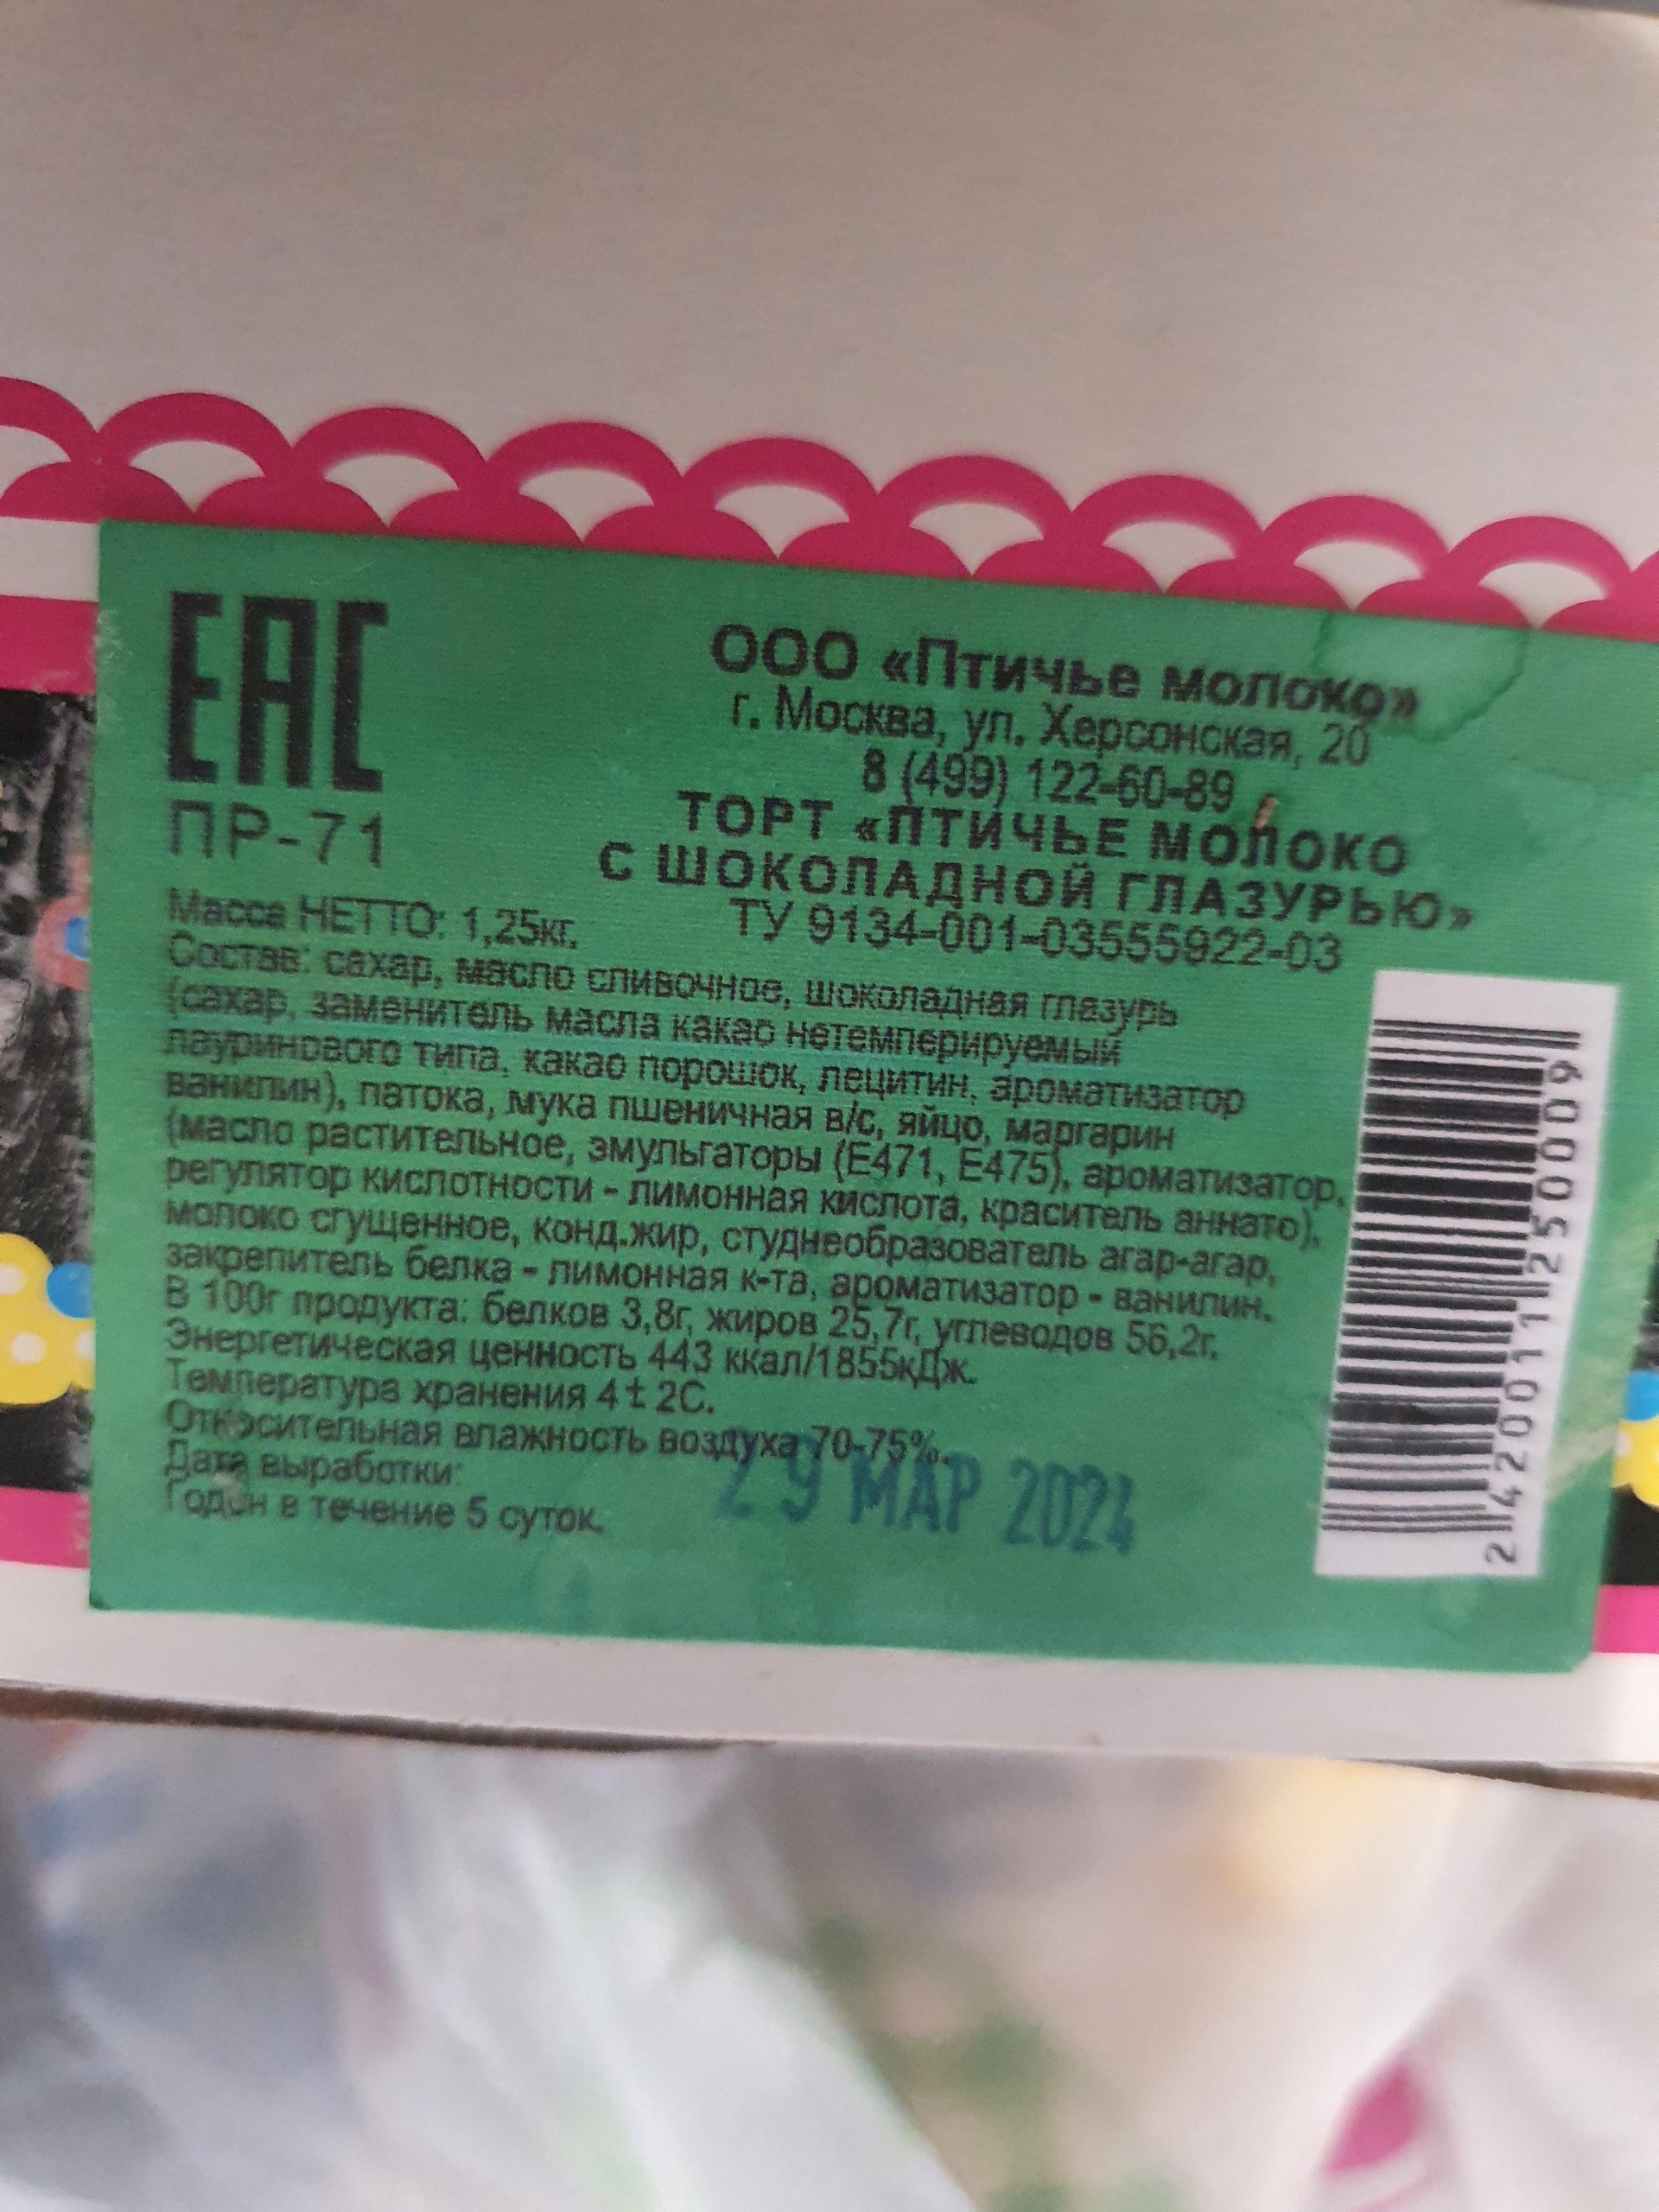 ЕАС
ПР-71
ООО «Птичье молоко»
г. Москва, ул. Херсонская, 20
8 (499) 122-60-89
ТОРТ «ПТИЧЬЕ МОЛОКО
С ШОКОЛАДНОЙ ГЛАЗУРЬЮ»
ТУ 9134-001-03555922-03
Масса НЕТТО: 1,25кг.
Состав: сахар, масло сливочное, шоколадная глазурь
(сахар, заменитель масла какао нетемперируемый
лауринового типа, какао порошок, лецитин, ароматизатор
ванилин), патока, мука пшеничная в/с, яйцо, маргарин
(масло растительное, эмульгаторы (Е471, Е475), ароматизатор,
регулятор кислотности - лимонная кислота, краситель аннато),
молоко сгущенное, конд.жир, студнеобразователь агар-агар,
закрепитель белка - лимонная к-та, ароматизатор - ванилин.
В 100г продукта: белков 3,8г, жиров 25,7г, углеводов 56,2г.
Энергетическая ценность 443 ккал/1855кДж.
Температура хранения 4 ± 2С.
Относительная влажность воздуха 70-75%.
Дата выработки:
29 МАР 2024
Годен в течение 5 суток.
2 420011 250009